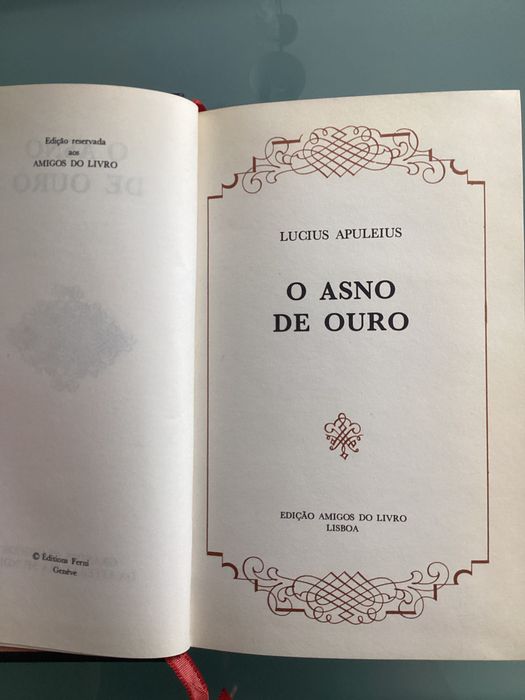 Edição reservada
aos
AMIGOS DO LIVRO
© Éditions Ferni
Genève
LUCIUS APULEIUS
O ASNO
DE OURO
EDIÇÃO AMIGOS DO LIVRO
LISBOA